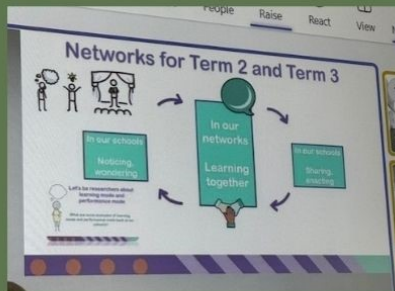 People
Raise
React
View
Networks for Term 2 and Term 3
In our schools
Noticing,
wondering
In our
networks
Learning
together
In our schools
Sharing,
enacting
Let's be researchers about
learning mode and
performance mode